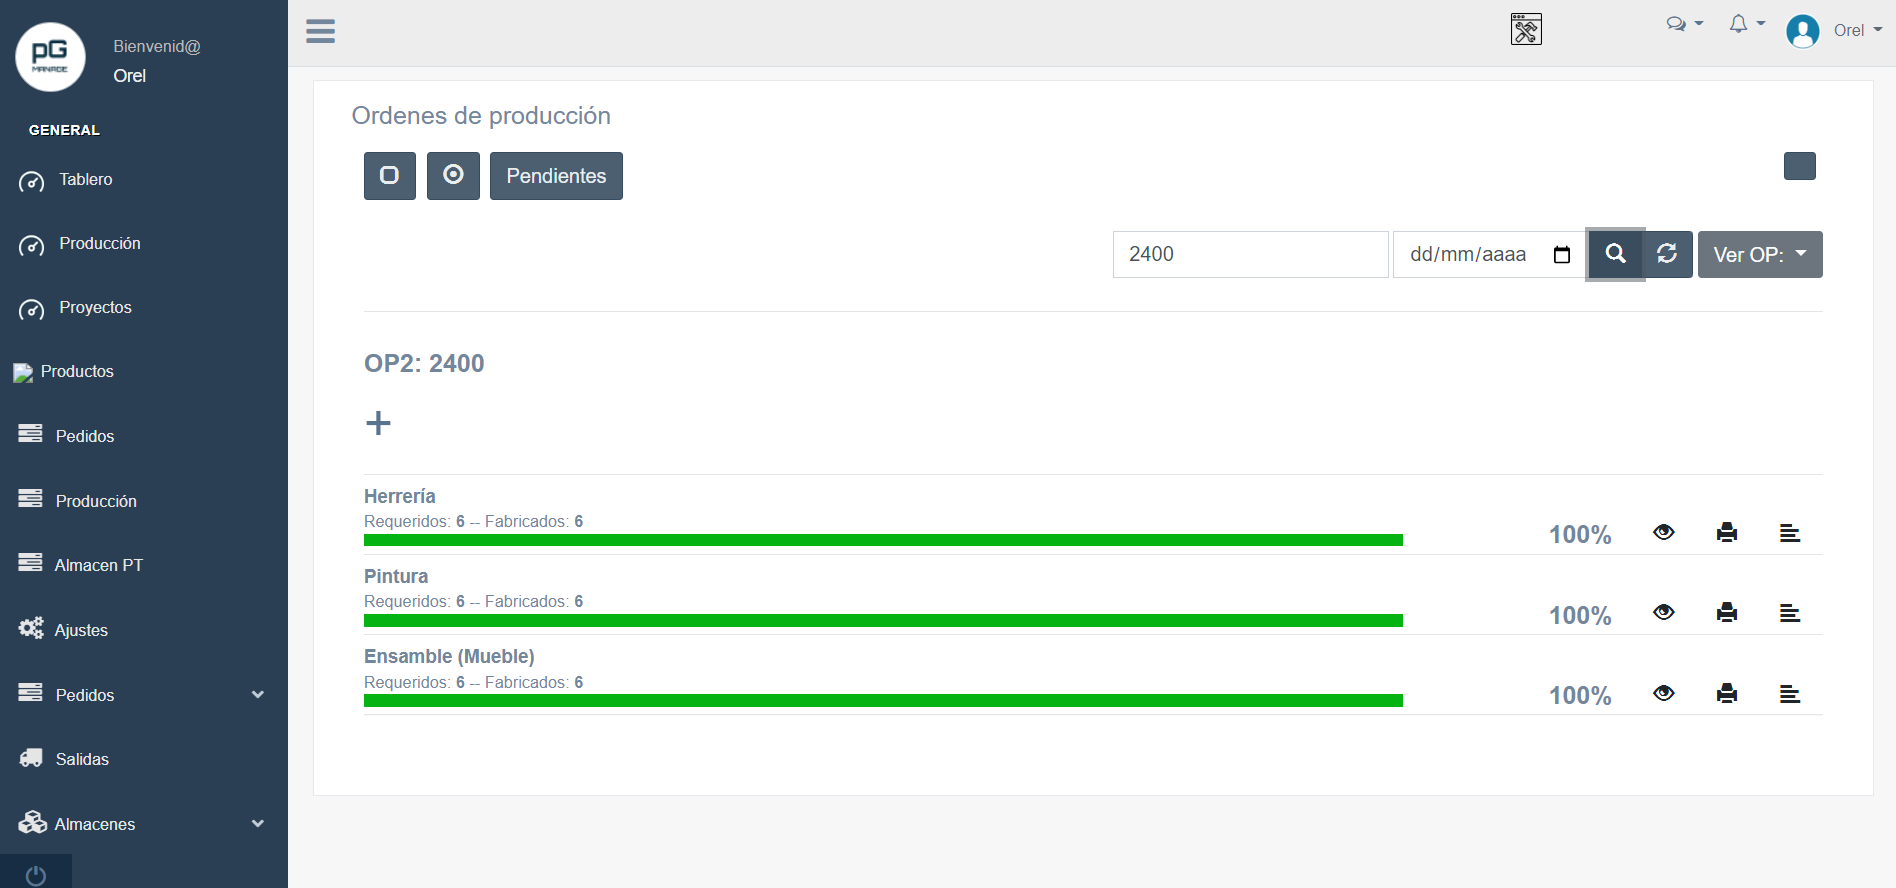 pG
MANAGE
Bienvenid@
Orel
GENERAL
Tablero
Producción
Proyectos
Productos
Pedidos
Producción
Almacen PT
Ajustes
Pedidos
Salidas
Almacenes
Orel
Ordenes de producción
Pendientes
2400
dd/mm/aaaa
Ver OP:
OP2: 2400
Herrería
Requeridos: 6 -- Fabricados: 6
100%
Pintura
Requeridos: 6 -- Fabricados: 6
100%
Ensamble (Mueble)
Requeridos: 6 -- Fabricados: 6
100%